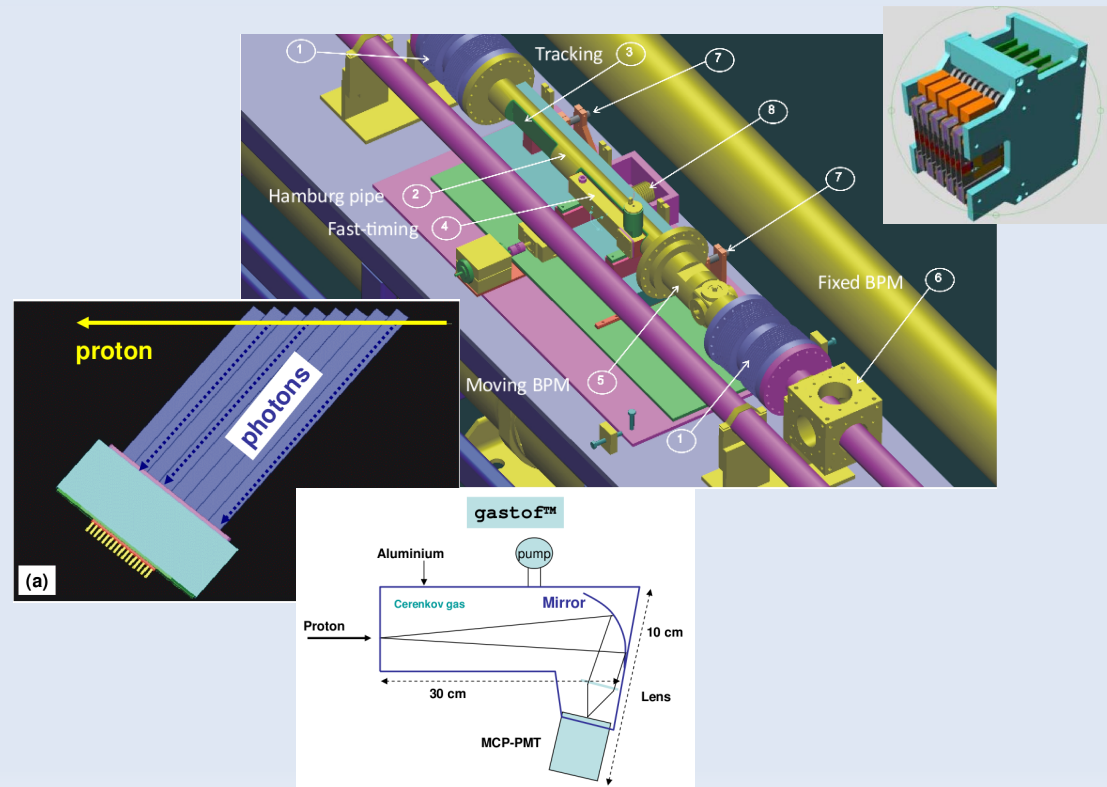 1
Tracking
3
7
8
Hamburg pipe
2
7
Fast-timing
4
Fixed BPM
6
Moving BPM
5
1
proton
photons
(a)
gastof™
Aluminium
pump
Cerenkov gas
Mirror
Proton
10 cm
30 cm
Lens
MCP-PMT